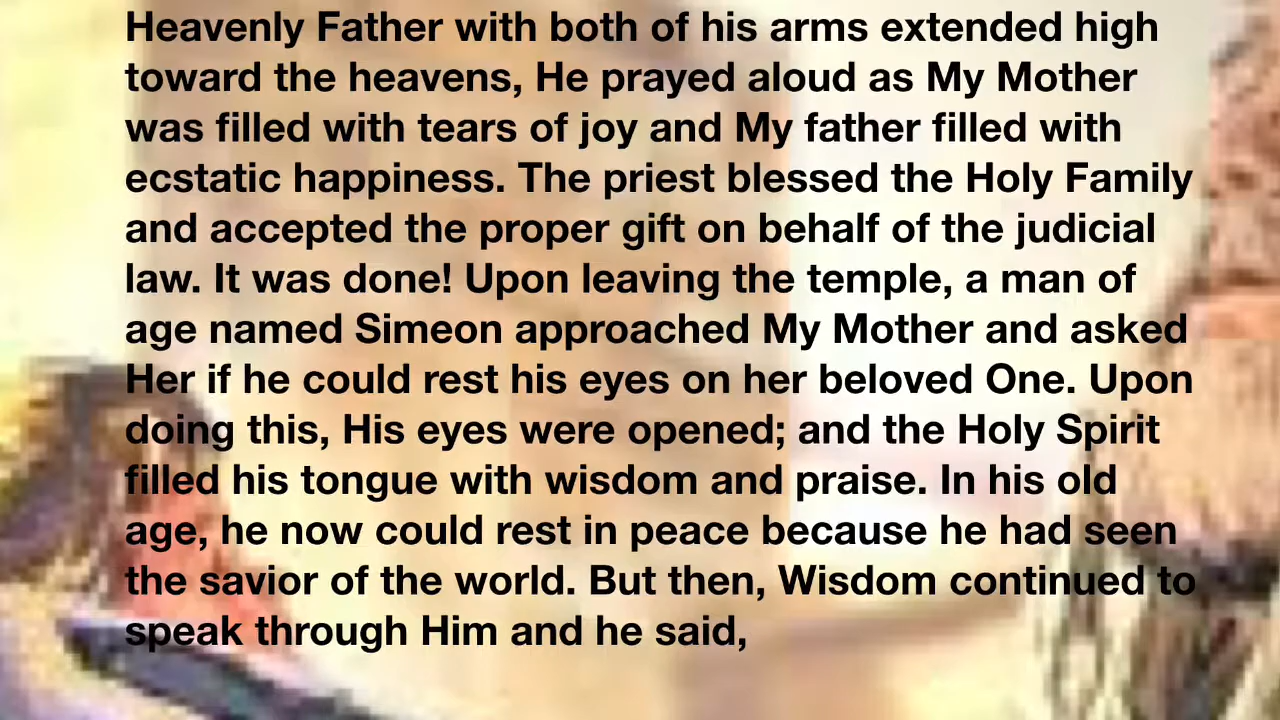 Heavenly Father with both of his arms extended high
toward the heavens, He prayed aloud as My Mother
was filled with tears of joy and My father filled with
ecstatic happiness. The priest blessed the Holy Family
and accepted the proper gift on behalf of the judicial
law. It was done! Upon leaving the temple, a man of
age named Simeon approached My Mother and asked
Her if he could rest his eyes on her beloved One. Upon
doing this, His eyes were opened; and the Holy Spirit
filled his tongue with wisdom and praise. In his old
age, he now could rest in peace because he had seen
the savior of the world. But then, Wisdom continued to
speak through Him and he said,